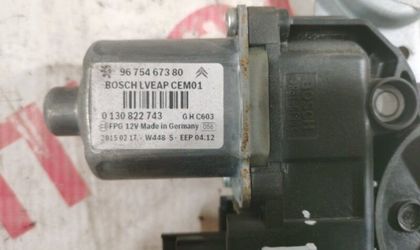 96 754 673 80
BOSCH LVEAP CEM01
0 130 822 743 G H C603
FPG 12V Made in Germany
2015 02 17 - W448 S - EEP 04.12
BOSCH